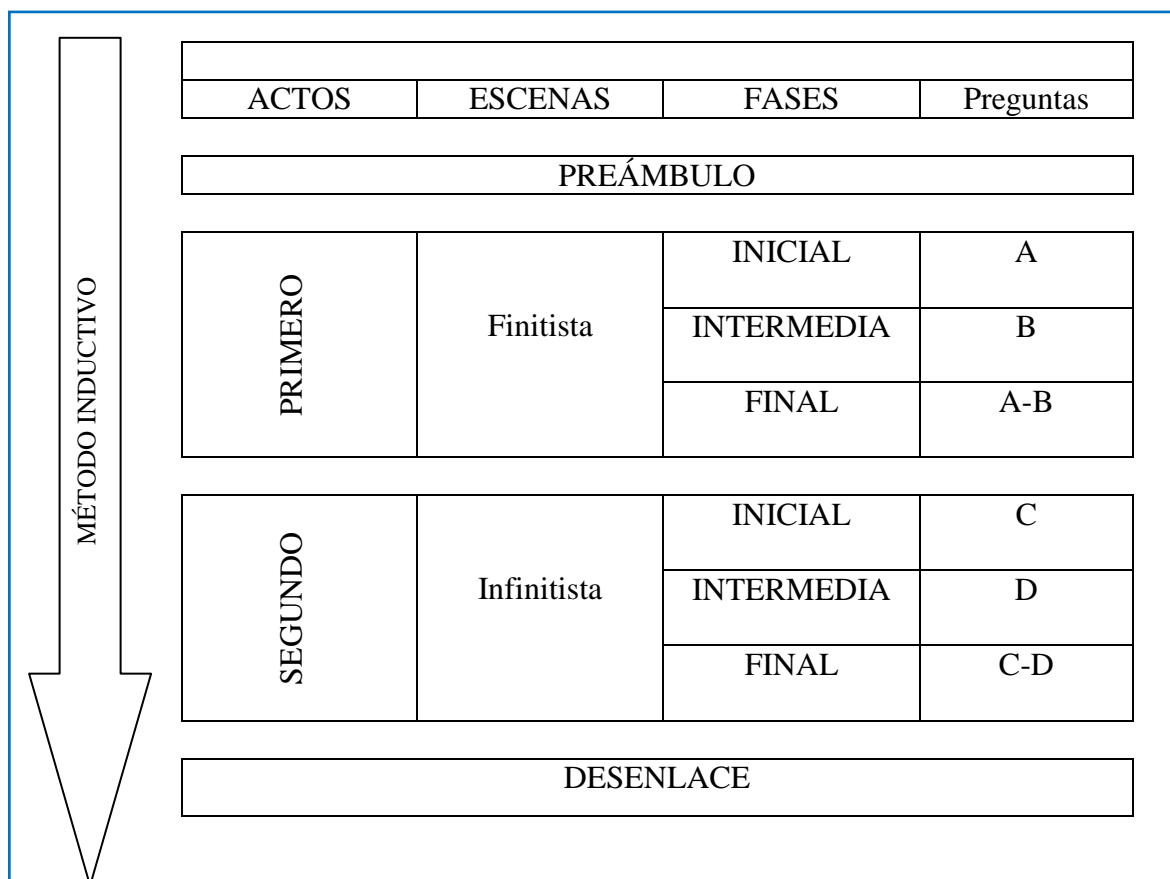 MÉTODO INDUCTIVO
ACTOS ESCENAS FASES Preguntas
PREÁMBULO
PRIMERO Finitista INICIAL A
INTERMEDIA B
FINAL A-B
SEGUNDO Infinitista INICIAL C
INTERMEDIA D
FINAL C-D
DESENLACE